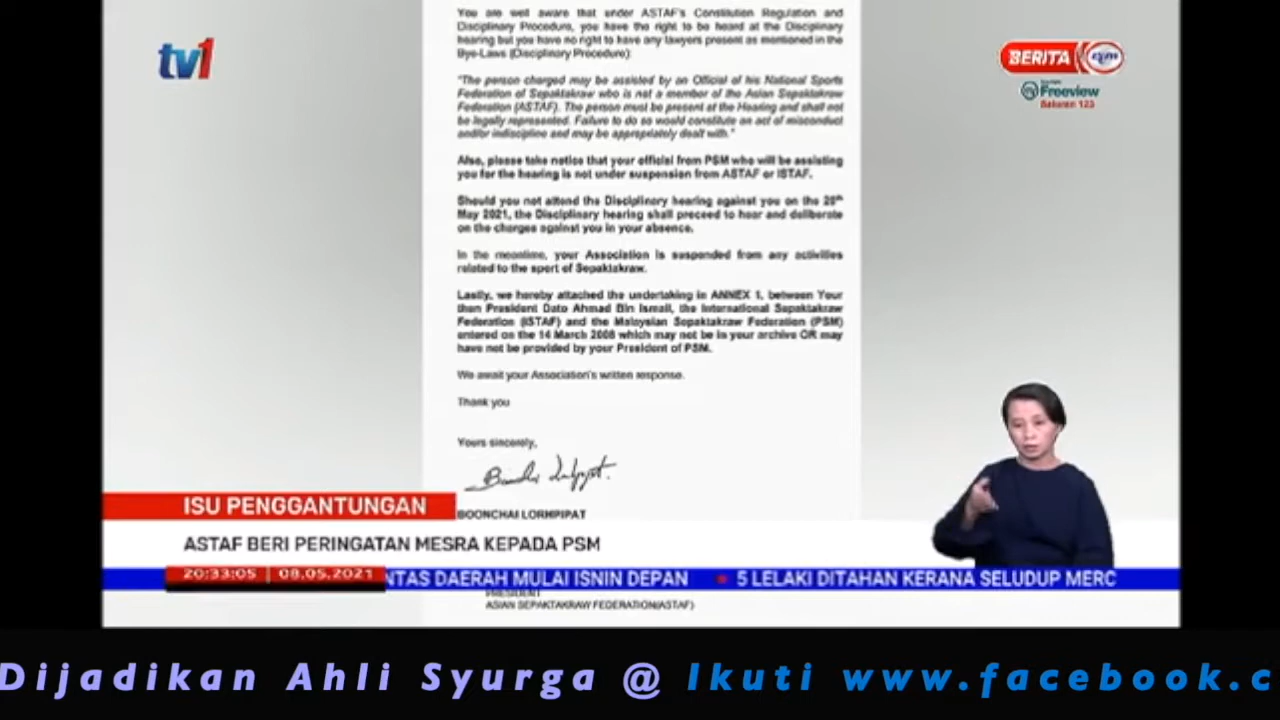 You are well aware that under ASTAF's Constitution Regulation and
Disciplinary Procedure, you have the right to be heard at the Disciplinary
hearing but you have no right to have any lawyers present as mentioned in the
Bye-Laws (Disciplinary Procedure):
"The person charged may be assisted by an Official of his National Sports
Federation of Sepaktakraw who is not a member of the Asian Sepaktakraw
Federation (ASTAF). The person must be present at the Hearing and shall not
be legally represented. Failure to do so would constitute an act of misconduct
and/or indiscipline and may be appropriately dealt with."
Also, please take notice that your official from PSM who will be assisting
you for the hearing is not under suspension from ASTAF or ISTAF.
Should you not attend the Disciplinary hearing against you on the 20th
May 2021, the Disciplinary hearing shall proceed to hear and deliberate
on the charges against you in your absence.
In the meantime, your Association is suspended from any activities
related to the sport of Sepaktakraw.
Lastly, we hereby attached the undertaking in ANNEX 1, between Your
then President Dato Ahmad Bin Ismail, the International Sepaktakraw
Federation (ISTAF) and the Malaysian Sepaktakraw Federation (PSM)
entered on the 14 March 2008 which may not be in your archive OR may
have not be provided by your President of PSM.
We await your Association's written response.
Thank you
Yours sincerely,
BOONCHAI LORHPIPAT
PRESIDENT
ASIAN SEPAKTAKRAW FEDERATION(ASTAF)
tv1
BERITA rtm
Freeview
Saluran 123
ISU PENGGANTUNGAN
ASTAF BERI PERINGATAN MESRA KEPADA PSM
20:33:05 | 08.05.2021
NTAS DAERAH MULAI ISNIN DEPAN • 5 LELAKI DITAHAN KERANA SELUDUP MERC
Dijadikan Ahli Syurga @ Ikuti www.facebook.c